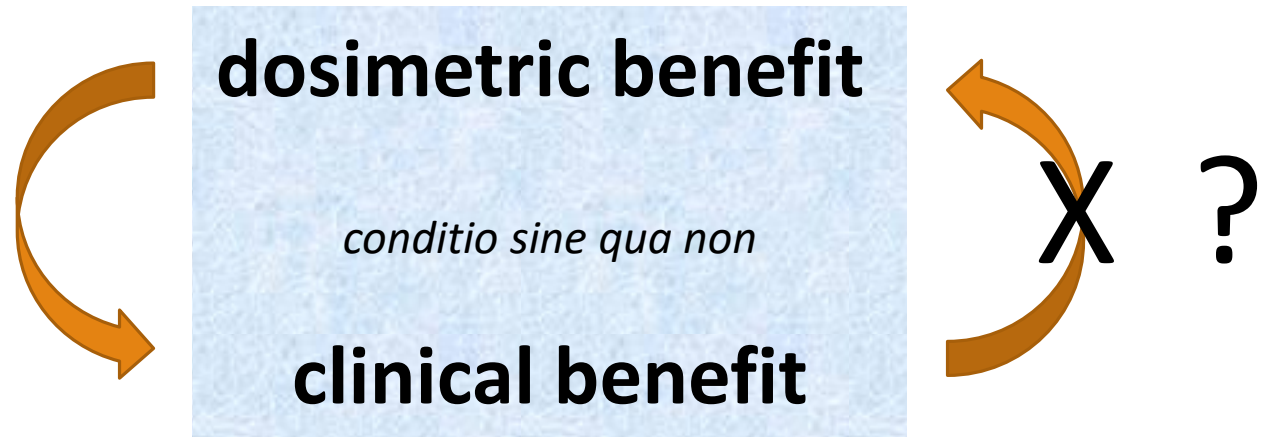 dosimetric benefit
conditio sine qua non
X ?
clinical benefit